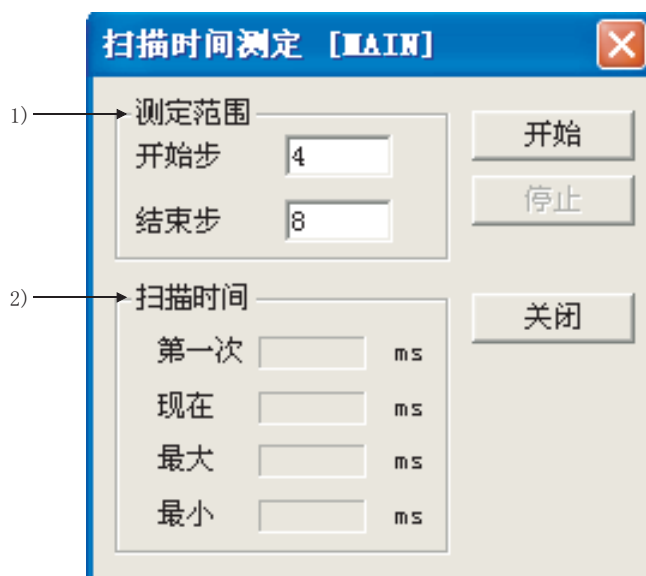 扫描时间测定 [MAIN]
1)
测定范围
开始步 4
结束步 8
开始
停止
2)
扫描时间
第一次 ms
现在 ms
最大 ms
最小 ms
关闭